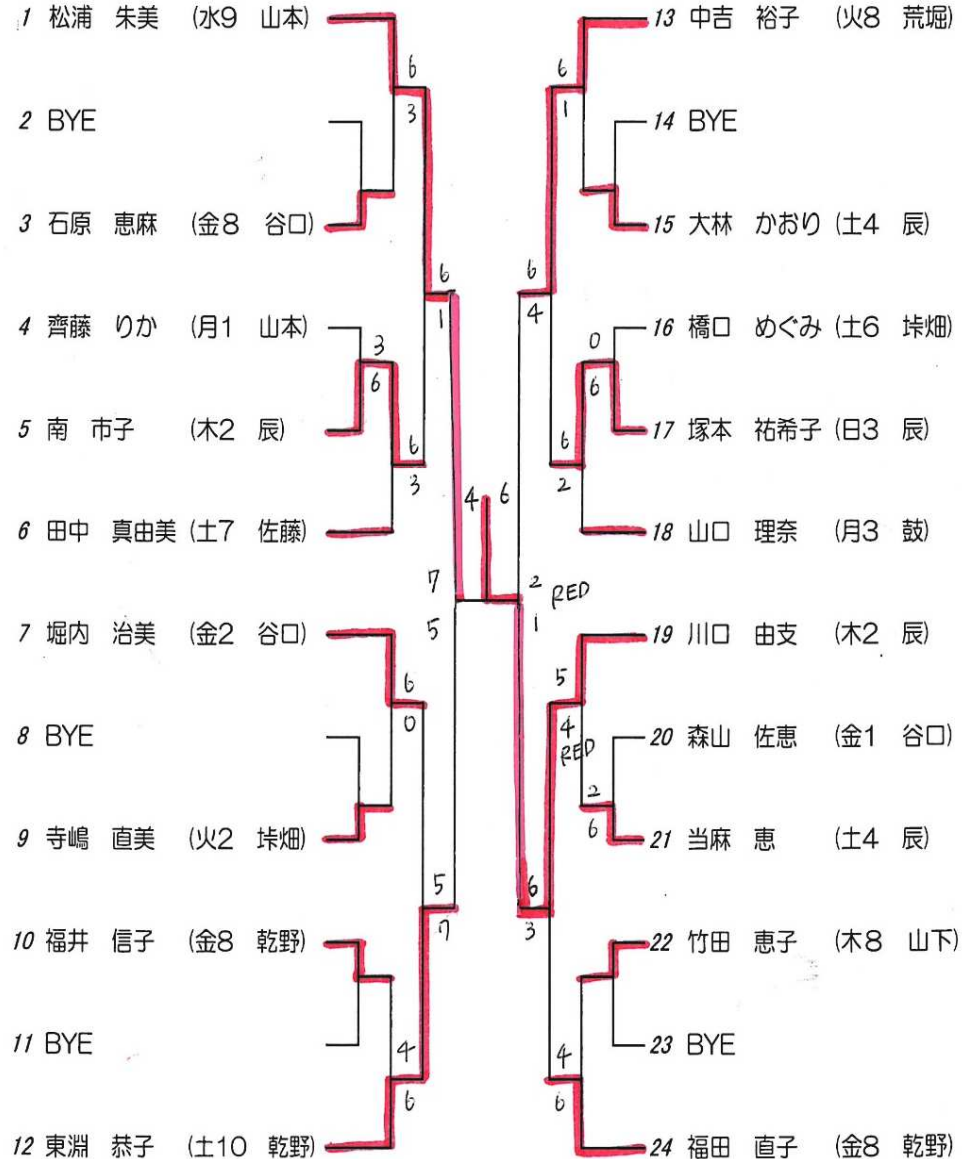 1 松浦 朱美 (水9 山本)
2 BYE
3 石原 恵麻 (金8 谷口)
4 齊藤 りか (月1 山本)
5 南 市子 (木2 辰)
6 田中 真由美 (土7 佐藤)
7 堀内 治美 (金2 谷口)
8 BYE
9 寺嶋 直美 (火2 垰畑)
10 福井 信子 (金8 乾野)
11 BYE
12 東淵 恭子 (土10 乾野)
6
3
6
1
3
6
6
3
7
5
6
0
5
7
4
6
4 6
6
1
6
4
0
6
6
2
2 RED
1
5
4
RED
2
6
6
3
4
6
13 中吉 裕子 (火8 荒堀)
14 BYE
15 大林 かおり (土4 辰)
16 橋口 めぐみ (土6 垰畑)
17 塚本 祐希子 (日3 辰)
18 山口 理奈 (月3 鼓)
19 川口 由支 (木2 辰)
20 森山 佐恵 (金1 谷口)
21 当麻 恵 (土4 辰)
22 竹田 恵子 (木8 山下)
23 BYE
24 福田 直子 (金8 乾野)